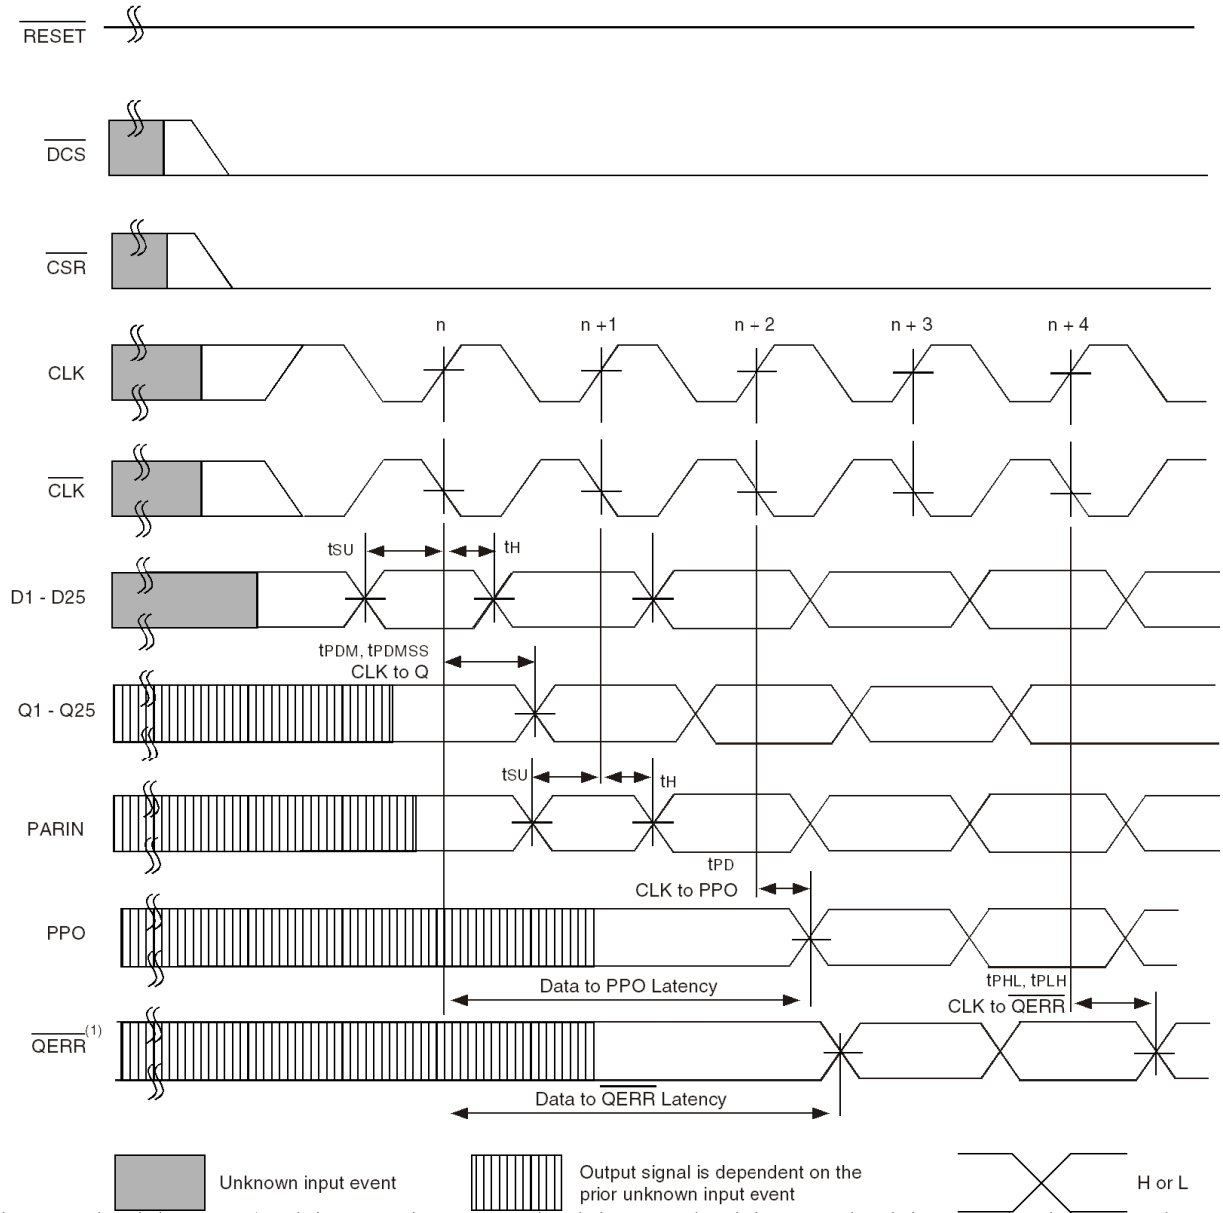 RESET
DCS
CSR
n n +1 n + 2 n + 3 n + 4
CLK
CLK
tSU tH
D1 - D25
tPDM, tPDMSS
CLK to Q
Q1 - Q25
tSU tH
PARIN
tPD
CLK to PPO
PPO
Data to PPO Latency
tPHL, tPLH
CLK to QERR
QERR(1)
Data to QERR Latency
Unknown input event
Output signal is dependent on the
prior unknown input event
H or L